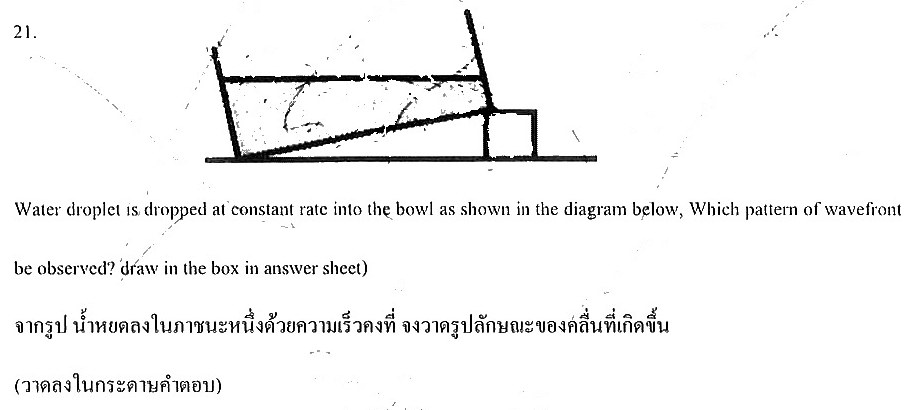 21.
Water droplet is dropped at constant rate into the bowl as shown in the diagram below, Which pattern of wavefront
be observed? draw in the box in answer sheet)
จากรูป น้ำหยดลงในภาชนะหนึ่งด้วยความเร็วคงที่ จงวาดรูปลักษณะของคลื่นที่เกิดขึ้น
(วาดลงในกระดาษคำตอบ)